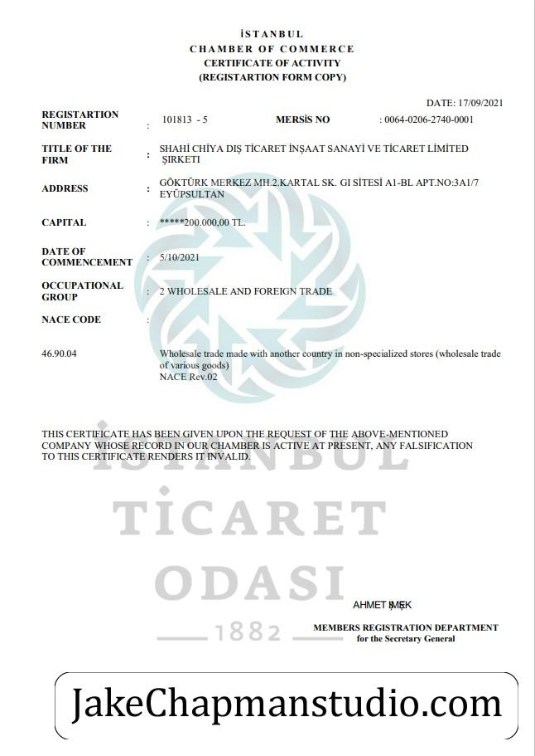 İSTANBUL
CHAMBER OF COMMERCE
CERTIFICATE OF ACTIVITY
(REGISTARTION FORM COPY)
DATE: 17/09/2021
REGISTARTION NUMBER : 101813 - 5 MERSİS NO : 0064-0206-2740-0001
TITLE OF THE FIRM : SHAHİ CHİYA DIŞ TİCARET İNŞAAT SANAYİ VE TİCARET LİMİTED
ŞIRKETI
ADDRESS : GÖKTÜRK MERKEZ MH.2.KARTAL SK. GI SİTESİ A1-BL APT.NO:3A1/7
EYÜPSULTAN
CAPITAL : *****200.000,00 TL.
DATE OF COMMENCEMENT : 5/10/2021
OCCUPATIONAL GROUP : 2 WHOLESALE AND FOREIGN TRADE
NACE CODE :
46.90.04 Wholesale trade made with another country in non-specialized stores (wholesale trade
of various goods)
NACE Rev.02
THIS CERTIFICATE HAS BEEN GIVEN UPON THE REQUEST OF THE ABOVE-MENTIONED
COMPANY WHOSE RECORD IN OUR CHAMBER IS ACTIVE AT PRESENT, ANY FALSIFICATION
TO THIS CERTIFICATE RENDERS IT INVALID.
İSTANBUL
TİCARET
ODASI
1882
AHMET
MEMBERS REGISTRATION DEPARTMENT
for the Secretary General
JakeChapmanstudio.com